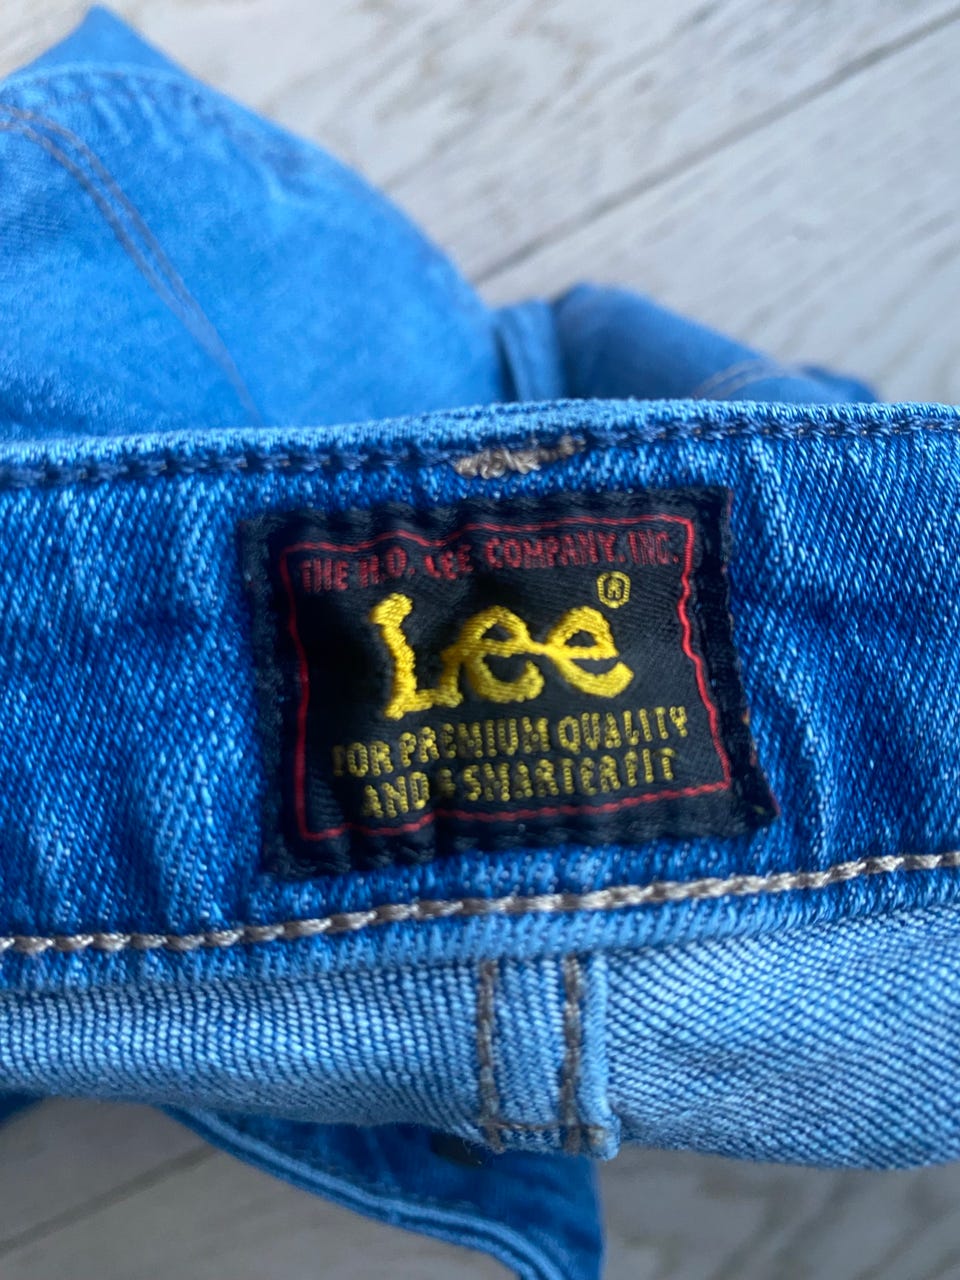 THE H.D. LEE COMPANY, INC.
Lee®
FOR PREMIUM QUALITY
AND A SMARTER FIT